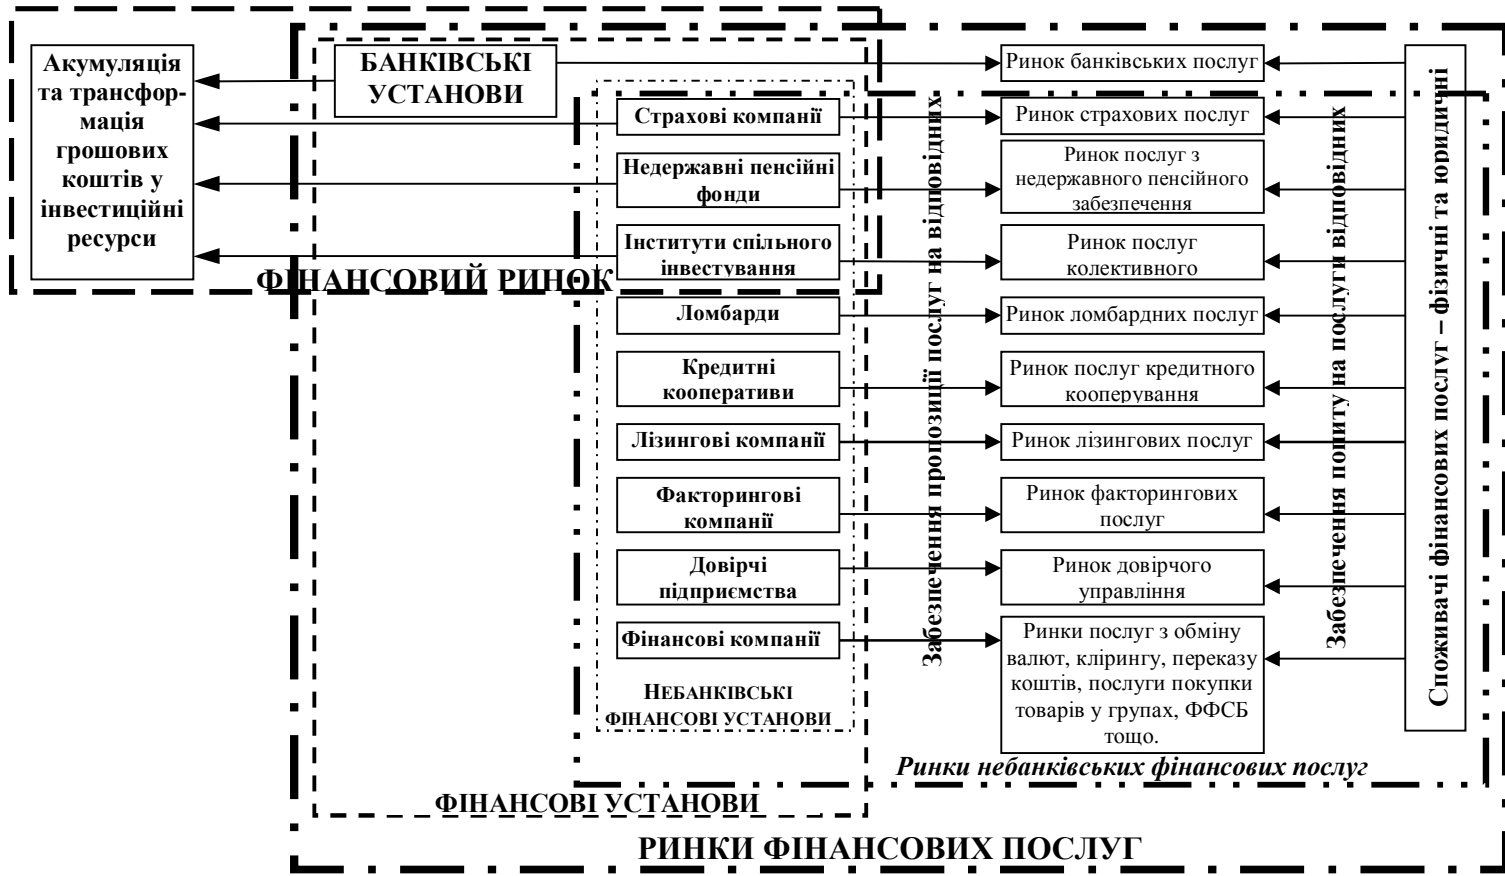 Акумуляція
та трансфор-
мація
грошових
коштів у
інвестиційні
ресурси
БАНКІВСЬКІ
УСТАНОВИ
Страхові компанії
Недержавні пенсійні
фонди
Інститути спільного
інвестування
ФІНАНСОВИЙ РИНОК
Ломбарди
Кредитні
кооперативи
Лізингові компанії
Факторингові
компанії
Довірчі
підприємства
Фінансові компанії
НЕБАНКІВСЬКІ
ФІНАНСОВІ УСТАНОВИ
ФІНАНСОВІ УСТАНОВИ
Забезпечення пропозиції послуг на відповідних
Ринок банківських послуг
Ринок страхових послуг
Ринок послуг з
недержавного пенсійного
забезпечення
Ринок послуг
колективного
Ринок ломбардних послуг
Ринок послуг кредитного
кооперування
Ринок лізингових послуг
Ринок факторингових
послуг
Ринок довірчого
управління
Ринки послуг з обміну
валют, клірингу, переказу
коштів, послуги покупки
товарів у групах, ФФСБ
тощо.
Забезпечення попиту на послуги відповідних
Споживачі фінансових послуг – фізичні та юридичні
Ринки небанківських фінансових послуг
РИНКИ ФІНАНСОВИХ ПОСЛУГ